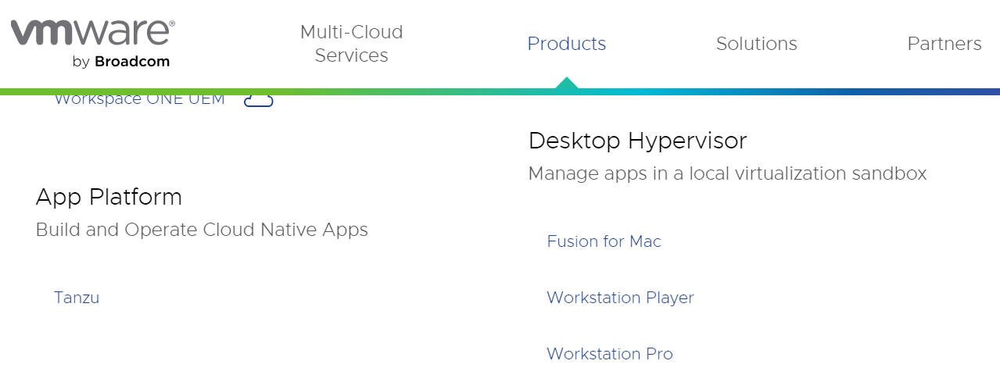 vmware®
by Broadcom
Multi-Cloud
Services
Products
Solutions
Partners
Workspace ONE UEM
App Platform
Build and Operate Cloud Native Apps
Tanzu
Desktop Hypervisor
Manage apps in a local virtualization sandbox
Fusion for Mac
Workstation Player
Workstation Pro